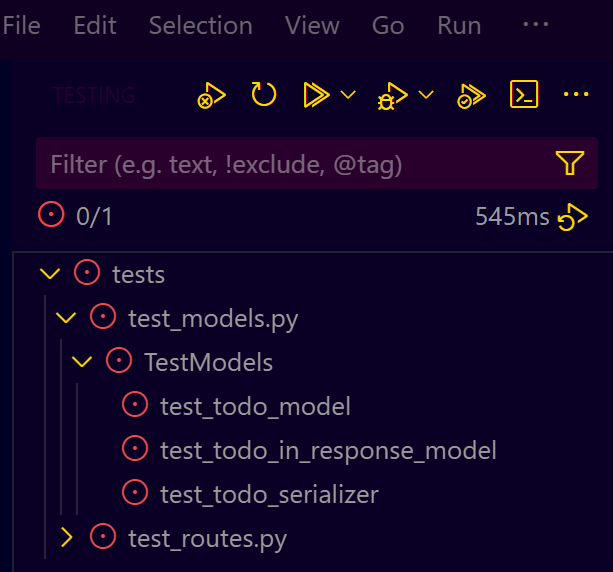 File Edit Selection View Go Run ···
TESTING
Filter (e.g. text, !exclude, @tag)
0/1 545ms
tests
test_models.py
TestModels
test_todo_model
test_todo_in_response_model
test_todo_serializer
test_routes.py